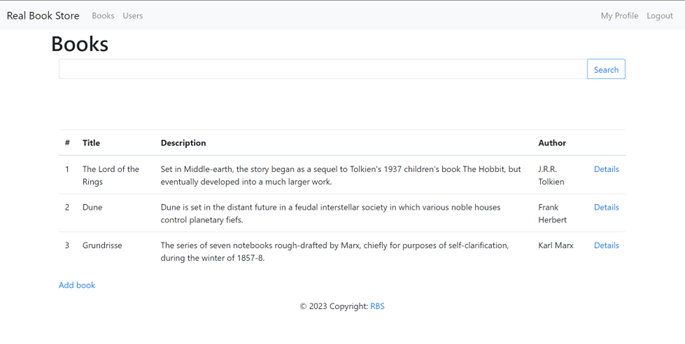 Real Book Store Books Users My Profile Logout
Books
Search
# Title Description Author
1 The Lord of the Rings Set in Middle-earth, the story began as a sequel to Tolkien's 1937 children's book The Hobbit, but eventually developed into a much larger work. J.R.R. Tolkien Details
2 Dune Dune is set in the distant future in a feudal interstellar society in which various noble houses control planetary fiefs. Frank Herbert Details
3 Grundrisse The series of seven notebooks rough-drafted by Marx, chiefly for purposes of self-clarification, during the winter of 1857-8. Karl Marx Details
Add book
© 2023 Copyright: RBS